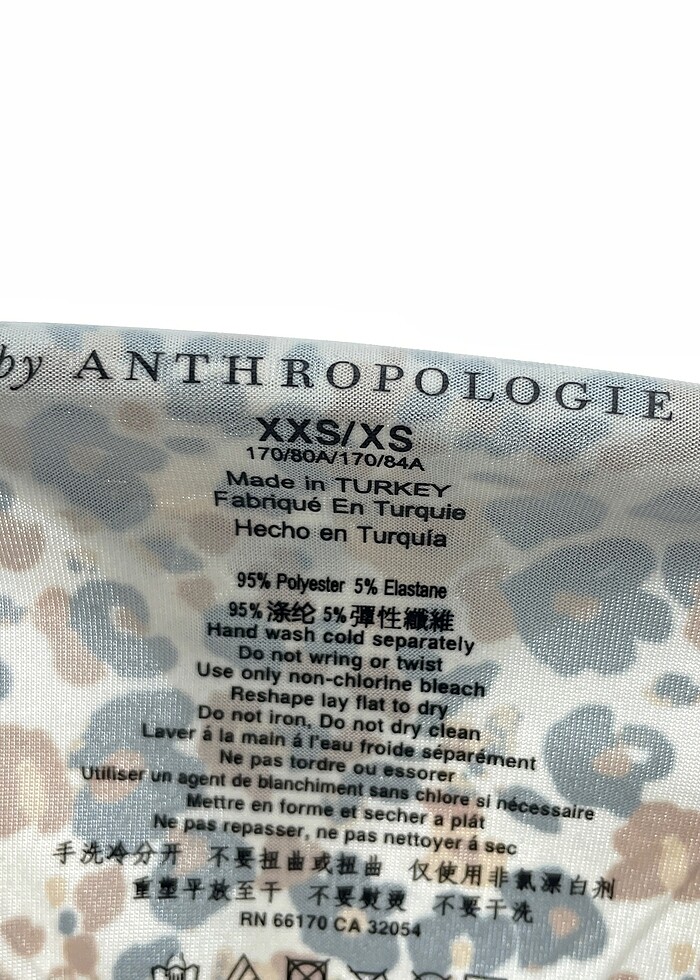 by ANTHROPOLOGIE
XXS/XS
170/80A/170/84A
Made in TURKEY
Fabriqué En Turquie
Hecho en Turquía
95% Polyester 5% Elastane
95% 涤纶 5% 彈性纖維
Hand wash cold separately
Do not wring or twist
Use only non-chlorine bleach
Reshape lay flat to dry
Do not iron, Do not dry clean
Laver á la main á l'eau froide séparément
Ne pas tordre ou essorer
Utiliser un agent de blanchiment sans chlore si nécessaire
Mettre en forme et secher a plát
Ne pas repasser, ne pas nettoyer á sec
手洗冷分开 不要扭曲或扭曲 仅使用非氯漂白剂
重塑平放至干 不要熨烫 不要干洗
RN 66170 CA 32054